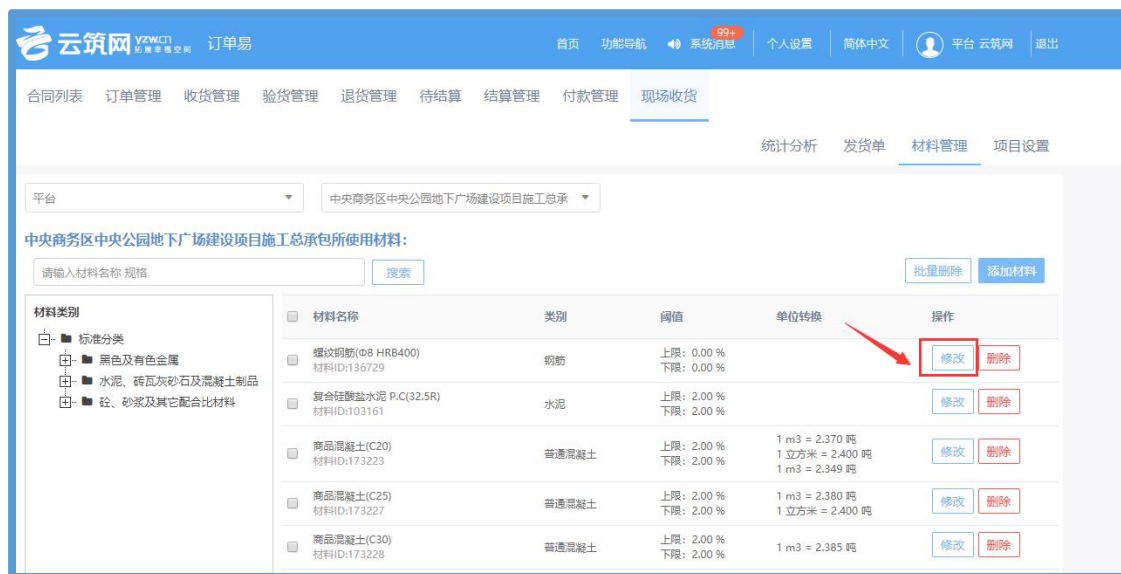 云筑网 yzw.cn 拓展幸福空间 订单易 首页 功能导航 系统消息 99+ 个人设置 简体中文 平台 云筑网 退出
合同列表 订单管理 收货管理 验货管理 退货管理 待结算 结算管理 付款管理 现场收货
统计分析 发货单 材料管理 项目设置
平台 中央商务区中央公园地下广场建设项目施工总承
中央商务区中央公园地下广场建设项目施工总承包所使用材料：
请输入材料名称 规格 搜索 批量删除 添加材料
材料类别
标准分类
黑色及有色金属
水泥、砖瓦灰砂石及混凝土制品
砼、砂浆及其它配合比材料
材料名称 类别 阈值 单位转换 操作
螺纹钢筋(Φ8 HRB400) 钢筋 上限：0.00 % 修改 删除
材料ID:136729 下限：0.00 %
复合硅酸盐水泥 P.C(32.5R) 水泥 上限：2.00 % 修改 删除
材料ID:103161 下限：2.00 %
商品混凝土(C20) 普通混凝土 上限：2.00 % 1 m3 = 2.370 吨 修改 删除
材料ID:173223 下限：2.00 % 1 立方米 = 2.400 吨
1 m3 = 2.349 吨
商品混凝土(C25) 普通混凝土 上限：2.00 % 1 m3 = 2.380 吨 修改 删除
材料ID:173227 下限：2.00 % 1 立方米 = 2.400 吨
商品混凝土(C30) 普通混凝土 上限：2.00 % 1 m3 = 2.385 吨 修改 删除
材料ID:173228 下限：2.00 %